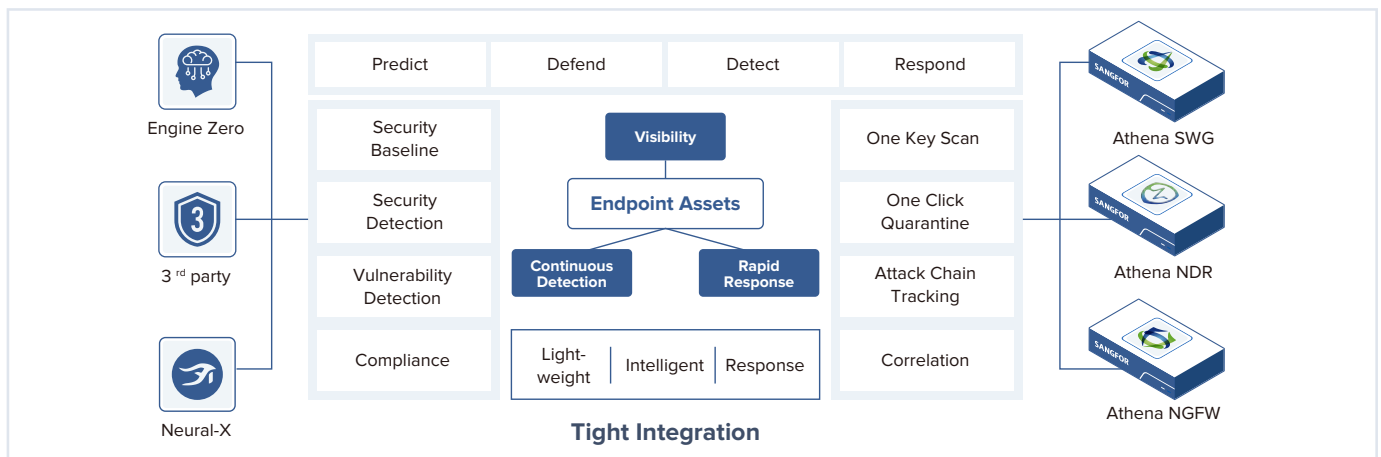 Predict
Defend
Detect
Respond
Engine Zero
3
3 rd party
Neural-X
Security
Baseline
Security
Detection
Vulnerability
Detection
Compliance
Visibility
Endpoint Assets
Continuous
Detection
Rapid
Response
Light-
weight
Intelligent
Response
One Key Scan
One Click
Quarantine
Attack Chain
Tracking
Correlation
SANGFOR
Athena SWG
SANGFOR
Athena NDR
SANGFOR
Athena NGFW
Tight Integration